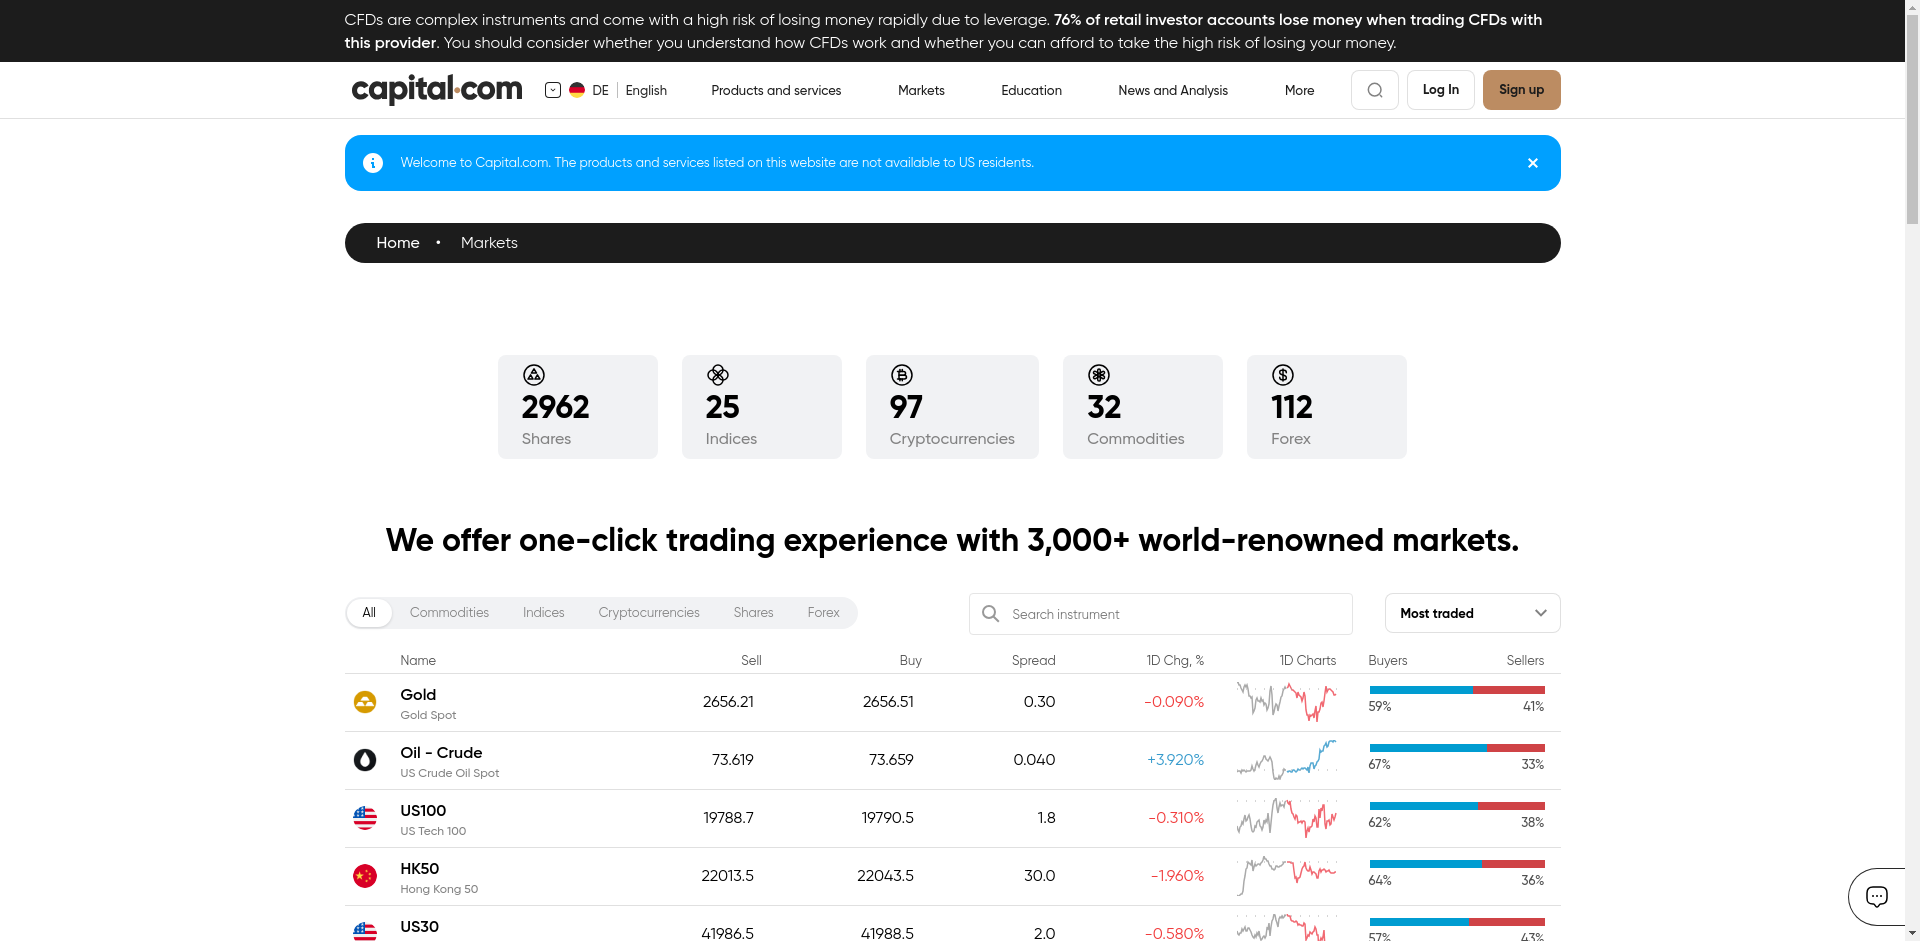 CFDs are complex instruments and come with a high risk of losing money rapidly due to leverage. 76% of retail investor accounts lose money when trading CFDs with
this provider. You should consider whether you understand how CFDs work and whether you can afford to take the high risk of losing your money.
capital.com DE English Products and services Markets Education News and Analysis More Log In Sign up
Welcome to Capital.com. The products and services listed on this website are not available to US residents.
Home • Markets
2962 25 97 32 112
Shares Indices Cryptocurrencies Commodities Forex
We offer one-click trading experience with 3,000+ world-renowned markets.
All Commodities Indices Cryptocurrencies Shares Forex Search instrument Most traded
Name Sell Buy Spread 1D Chg, % 1D Charts Buyers Sellers
Gold
Gold Spot
2656.21 2656.51 0.30 -0.090% 59% 41%
Oil - Crude
US Crude Oil Spot
73.619 73.659 0.040 +3.920% 67% 33%
US100
US Tech 100
19788.7 19790.5 1.8 -0.310% 62% 38%
HK50
Hong Kong 50
22013.5 22043.5 30.0 -1.960% 64% 36%
US30
41986.5 41988.5 2.0 -0.580% 57% 43%